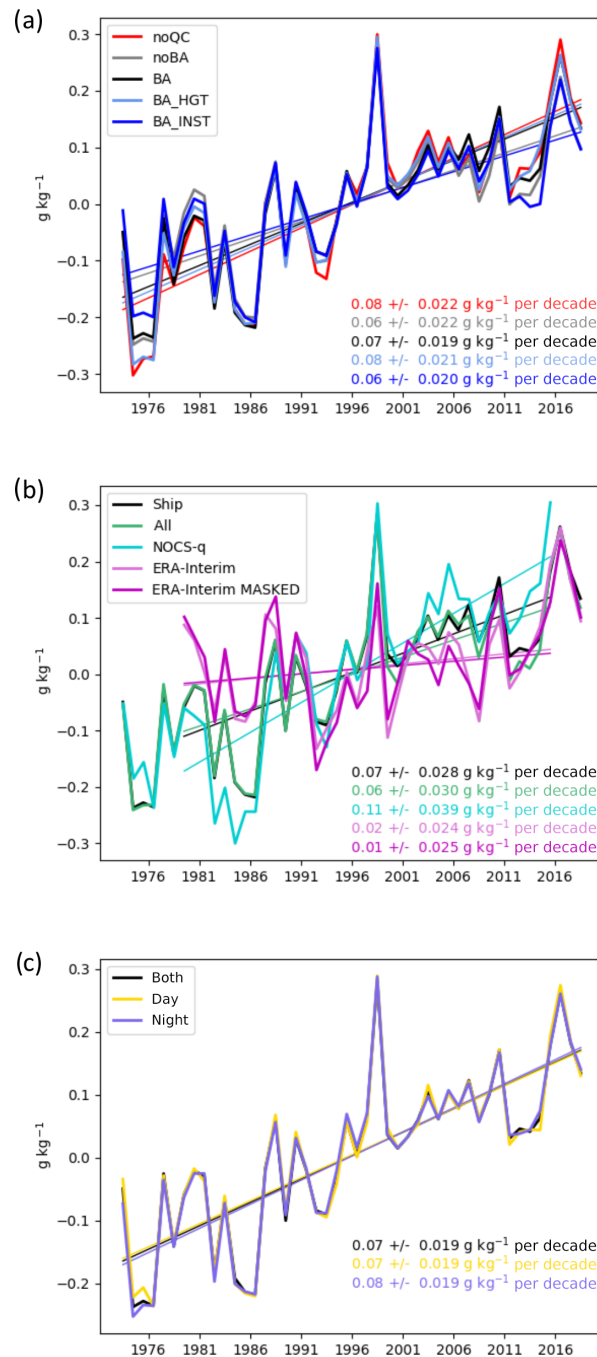 (a)
noQC
noBA
BA
BA_HGT
BA_INST
0.3
0.2
0.1
0.0
−0.1
−0.2
−0.3
g kg⁻¹
0.08 +/- 0.022 g kg⁻¹ per decade
0.06 +/- 0.022 g kg⁻¹ per decade
0.07 +/- 0.019 g kg⁻¹ per decade
0.08 +/- 0.021 g kg⁻¹ per decade
0.06 +/- 0.020 g kg⁻¹ per decade
1976 1981 1986 1991 1996 2001 2006 2011 2016
(b)
Ship
All
NOCS-q
ERA-Interim
ERA-Interim MASKED
0.3
0.2
0.1
0.0
−0.1
−0.2
−0.3
g kg⁻¹
0.07 +/- 0.028 g kg⁻¹ per decade
0.06 +/- 0.030 g kg⁻¹ per decade
0.11 +/- 0.039 g kg⁻¹ per decade
0.02 +/- 0.024 g kg⁻¹ per decade
0.01 +/- 0.025 g kg⁻¹ per decade
1976 1981 1986 1991 1996 2001 2006 2011 2016
(c)
Both
Day
Night
0.3
0.2
0.1
0.0
−0.1
−0.2
g kg⁻¹
0.07 +/- 0.019 g kg⁻¹ per decade
0.07 +/- 0.019 g kg⁻¹ per decade
0.08 +/- 0.019 g kg⁻¹ per decade
1976 1981 1986 1991 1996 2001 2006 2011 2016